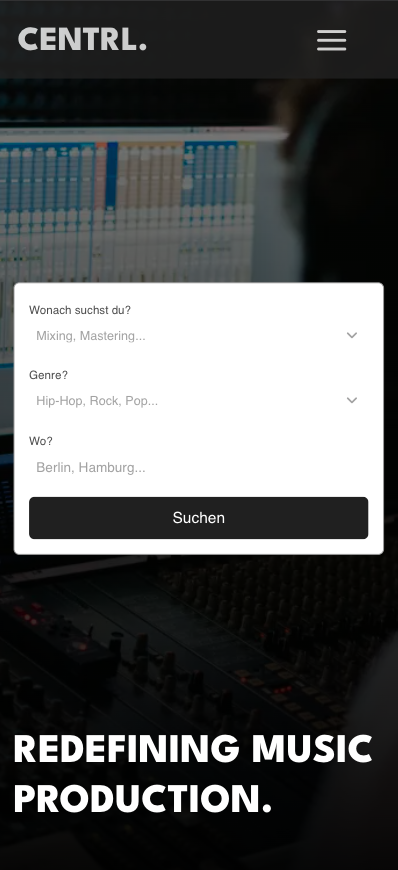 CENTRL.
Wonach suchst du?
Mixing, Mastering...
Genre?
Hip-Hop, Rock, Pop...
Wo?
Berlin, Hamburg...
Suchen
REDEFINING MUSIC
PRODUCTION.